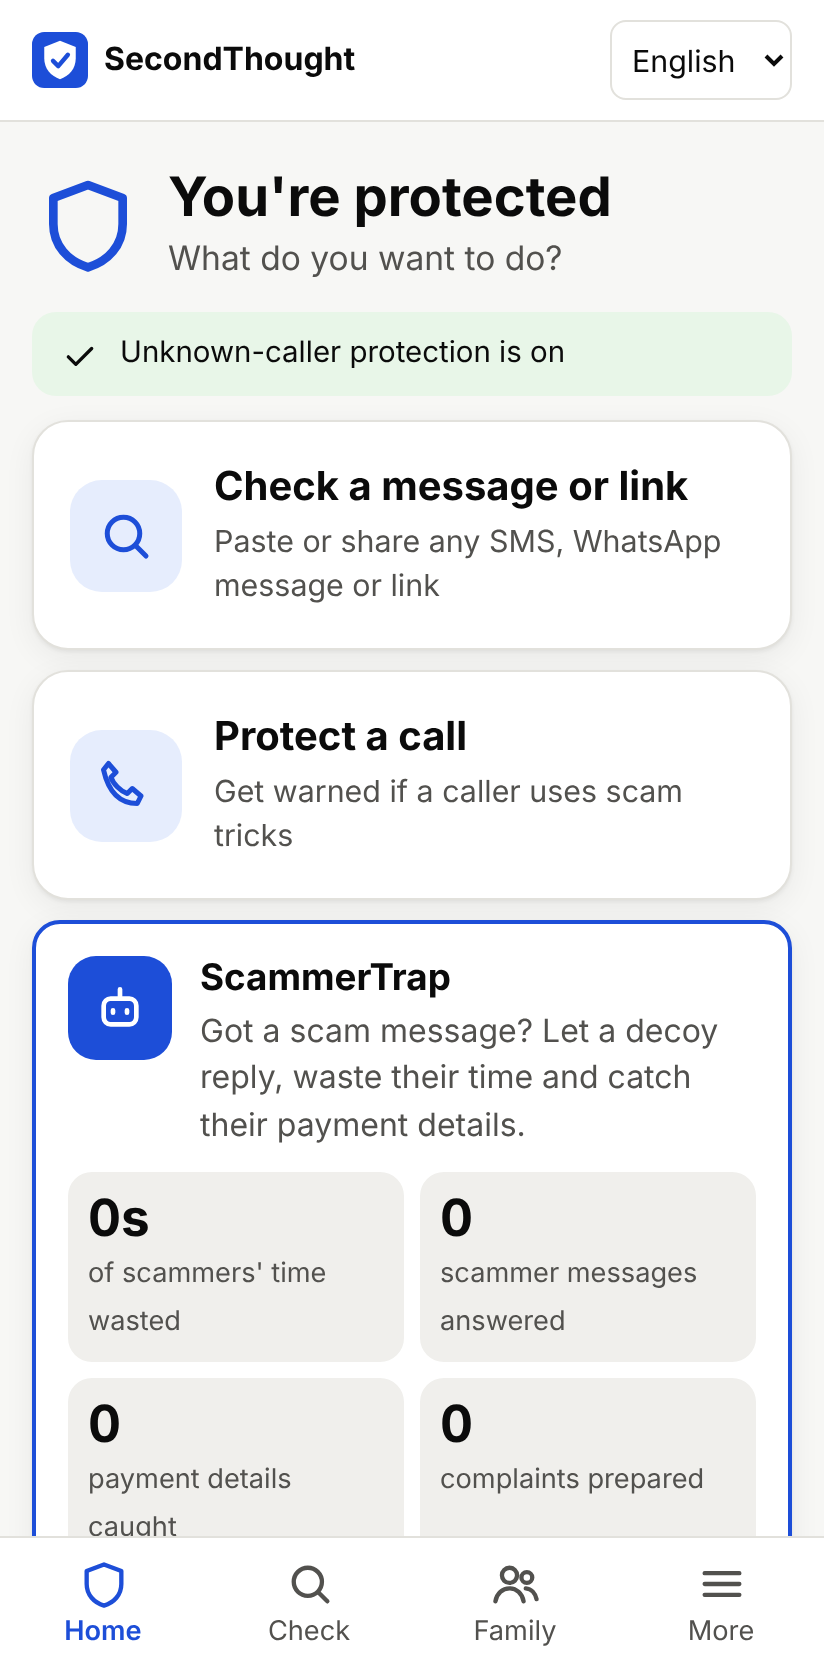 SecondThought
English
You're protected
What do you want to do?
Unknown-caller protection is on
Check a message or link
Paste or share any SMS, WhatsApp
message or link
Protect a call
Get warned if a caller uses scam
tricks
ScammerTrap
Got a scam message? Let a decoy
reply, waste their time and catch
their payment details.
0s
of scammers' time
wasted
0
scammer messages
answered
0
payment details
caught
0
complaints prepared
Home
Check
Family
More